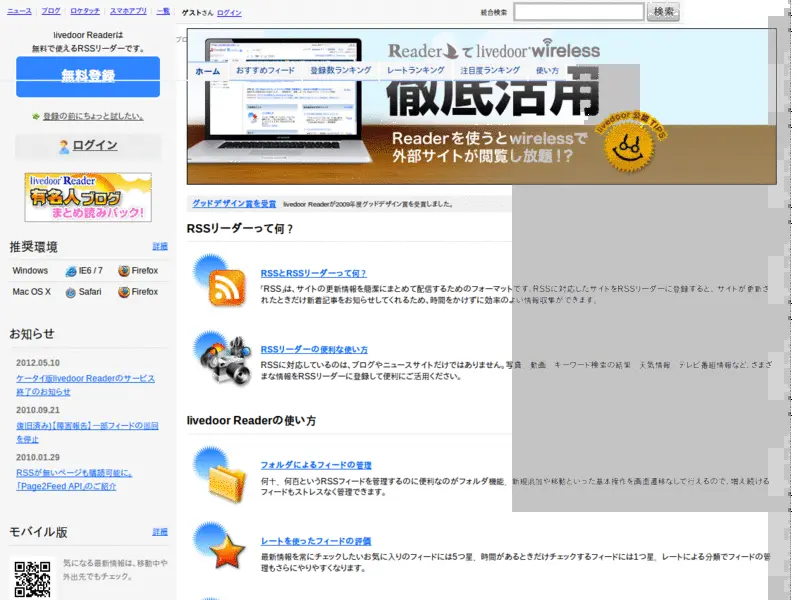 ニュース ブログ ロケタッチ スマホアプリ 一覧 ゲストさん ログイン
総合検索 検索
livedoor Readerは
無料で使えるRSSリーダーです。
無料登録
登録の前にちょっと試したい。
ログイン
livedoor Reader
有名人ブログ
まとめ読みパック!
推奨環境 詳細
Windows IE6 / 7 Firefox
Mac OS X Safari Firefox
お知らせ
2012.05.10
ケータイ版livedoor Readerのサービス
終了のお知らせ
2010.09.21
復旧済み)【障害報告】一部フィードの巡回
を停止
2010.01.29
RSSが無いページも購読可能に。
「Page2Feed API」のご紹介
モバイル版 詳細
気になる最新情報は、移動中や
外出先でもチェック。
Readerでlivedoor wireless
ホーム おすすめフィード 登録数ランキング レートランキング 注目度ランキング 使い方
徹底活用
Readerを使うとwirelessで
外部サイトが閲覧し放題!?
livedoor 公認 TIPS
グッドデザイン賞を受賞 livedoor Readerが2009年度グッドデザイン賞を受賞しました。
RSSリーダーって何?
RSSとRSSリーダーって何?
「RSS」は、サイトの更新情報を簡潔にまとめて配信するためのフォーマットです。RSSに対応したサイトをRSSリーダーに登録すると、サイトが更新さ
れたときだけ新着記事をお知らせしてくれるため、時間をかけずに効率のよい情報収集ができます。
RSSリーダーの便利な使い方
RSSに対応しているのは、ブログやニュースサイトだけではありません。写真、動画、キーワード検索の結果、天気情報、テレビ番組情報など、さまざ
まな情報をRSSリーダーに登録して便利にご活用ください。
livedoor Readerの使い方
フォルダによるフィードの管理
何十、何百というRSSフィードを管理するのに便利なのがフォルダ機能。新規追加や移動といった基本操作を画面遷移なしで行えるので、増え続ける
フィードもストレスなく管理できます。
レートを使ったフィードの評価
最新情報を常にチェックしたいお気に入りのフィードには5つ星、時間があるときだけチェックするフィードには1つ星。レートによる分類でフィードの管
理もさらにやりやすくなります。